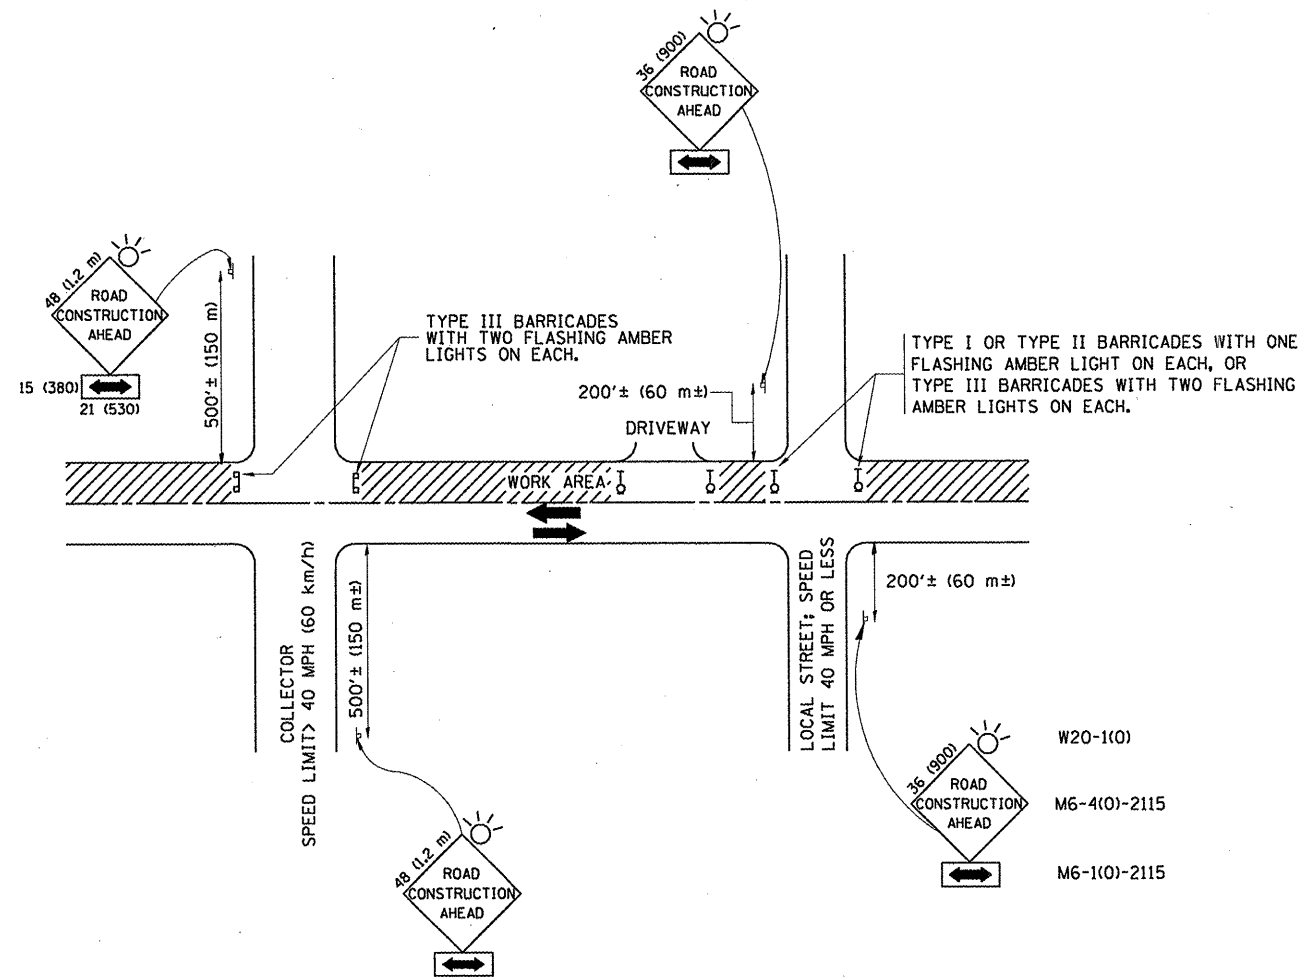 36 (900)
ROAD
CONSTRUCTION
AHEAD
48 (1.2 m)
ROAD
CONSTRUCTION
AHEAD
15 (380)
21 (530)
500'± (150 m)
TYPE III BARRICADES
WITH TWO FLASHING AMBER
LIGHTS ON EACH.
200'± (60 m±)
DRIVEWAY
TYPE I OR TYPE II BARRICADES WITH ONE
FLASHING AMBER LIGHT ON EACH, OR
TYPE III BARRICADES WITH TWO FLASHING
AMBER LIGHTS ON EACH.
WORK AREA
COLLECTOR
SPEED LIMIT> 40 MPH (60 km/h)
500'± (150 m±)
LOCAL STREET; SPEED
LIMIT 40 MPH OR LESS
200'± (60 m±)
48 (1.2 m)
ROAD
CONSTRUCTION
AHEAD
36 (900)
ROAD
CONSTRUCTION
AHEAD
W20-1(O)
M6-4(O)-2115
M6-1(O)-2115